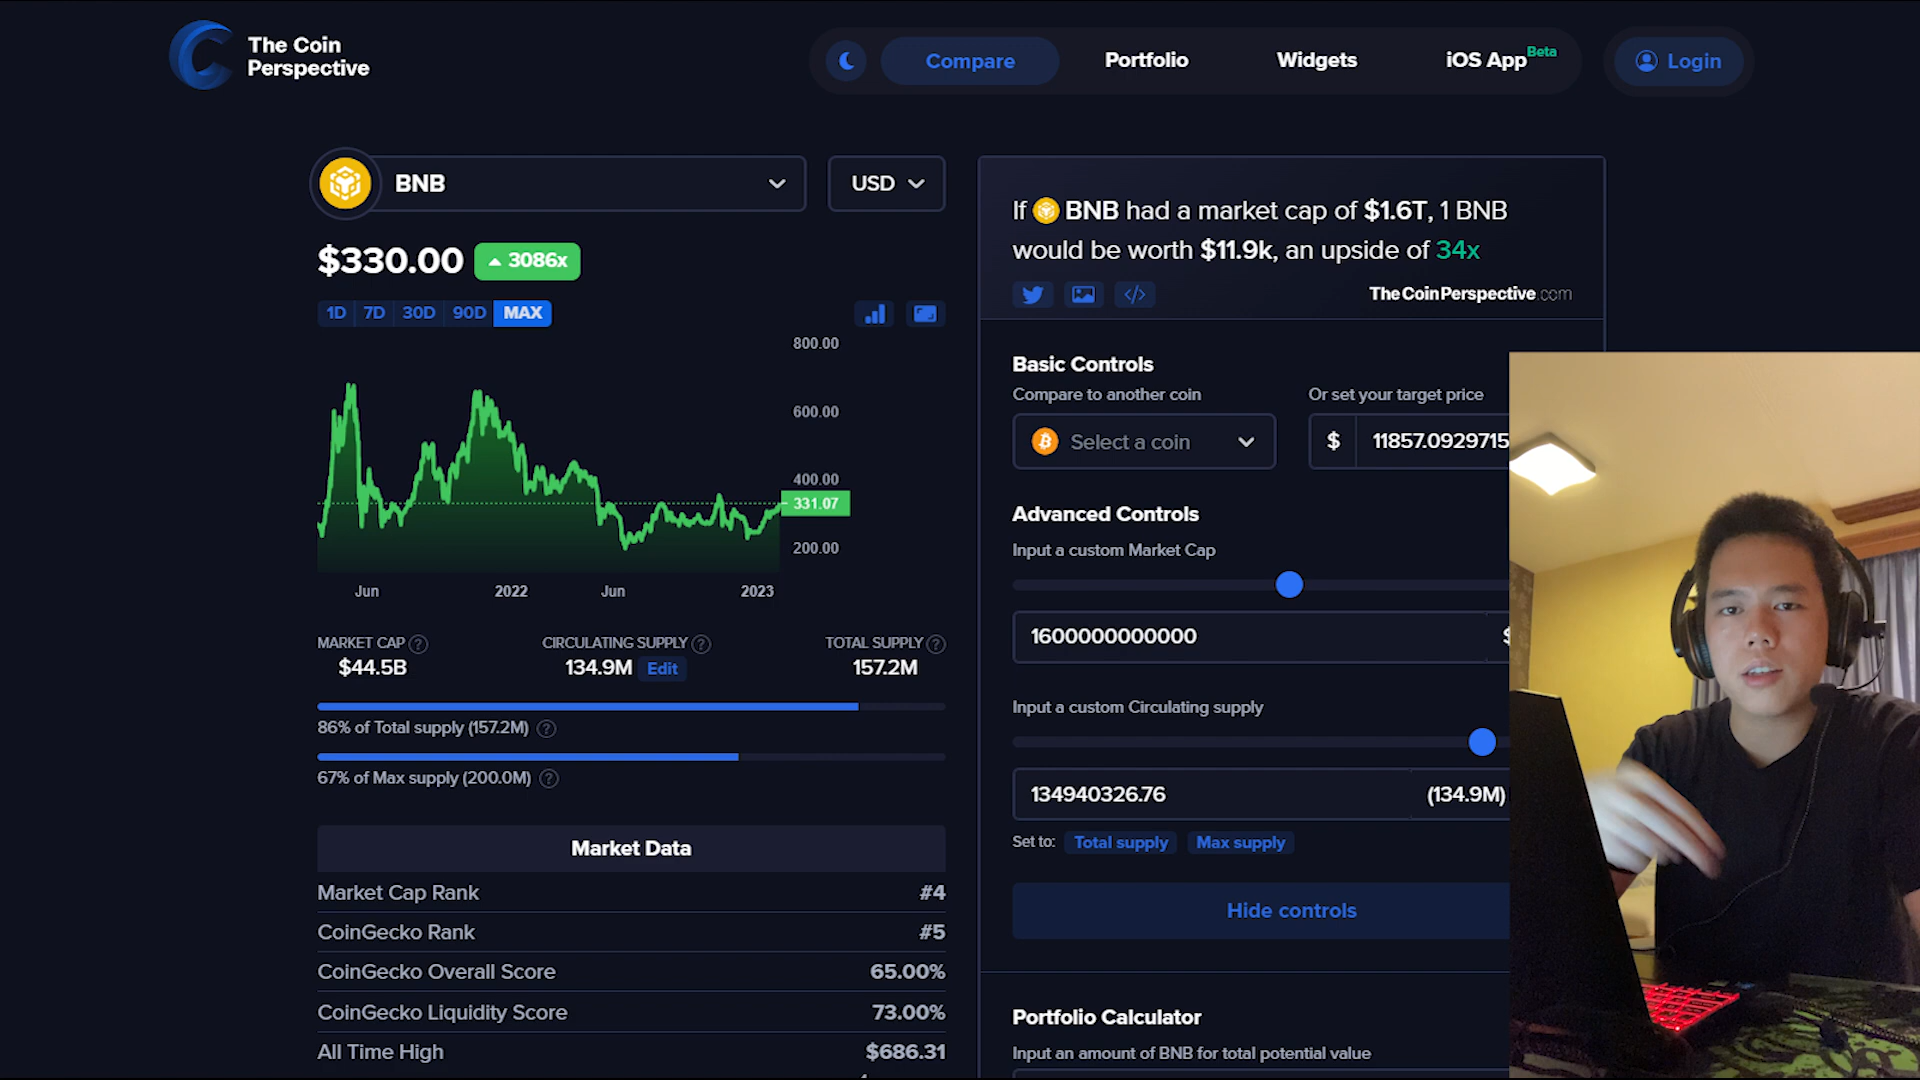 The Coin
Perspective
Compare
Portfolio
Widgets
iOS App Beta
Login
BNB
USD
$330.00
3086x
1D 7D 30D 90D MAX
800.00
600.00
400.00
331.07
200.00
Jun
2022
Jun
2023
MARKET CAP ?
$44.5B
CIRCULATING SUPPLY ?
134.9M Edit
TOTAL SUPPLY ?
157.2M
86% of Total supply (157.2M) ?
67% of Max supply (200.0M) ?
Market Data
Market Cap Rank #4
CoinGecko Rank #5
CoinGecko Overall Score 65.00%
CoinGecko Liquidity Score 73.00%
All Time High $686.31
If BNB had a market cap of $1.6T, 1 BNB
would be worth $11.9k, an upside of 34x
</>
TheCoinPerspective.com
Basic Controls
Compare to another coin
Select a coin
Or set your target price
$ 11857.0929715
Advanced Controls
Input a custom Market Cap
1600000000000
Input a custom Circulating supply
134940326.76 (134.9M)
Set to: Total supply Max supply
Hide controls
Portfolio Calculator
Input an amount of BNB for total potential value